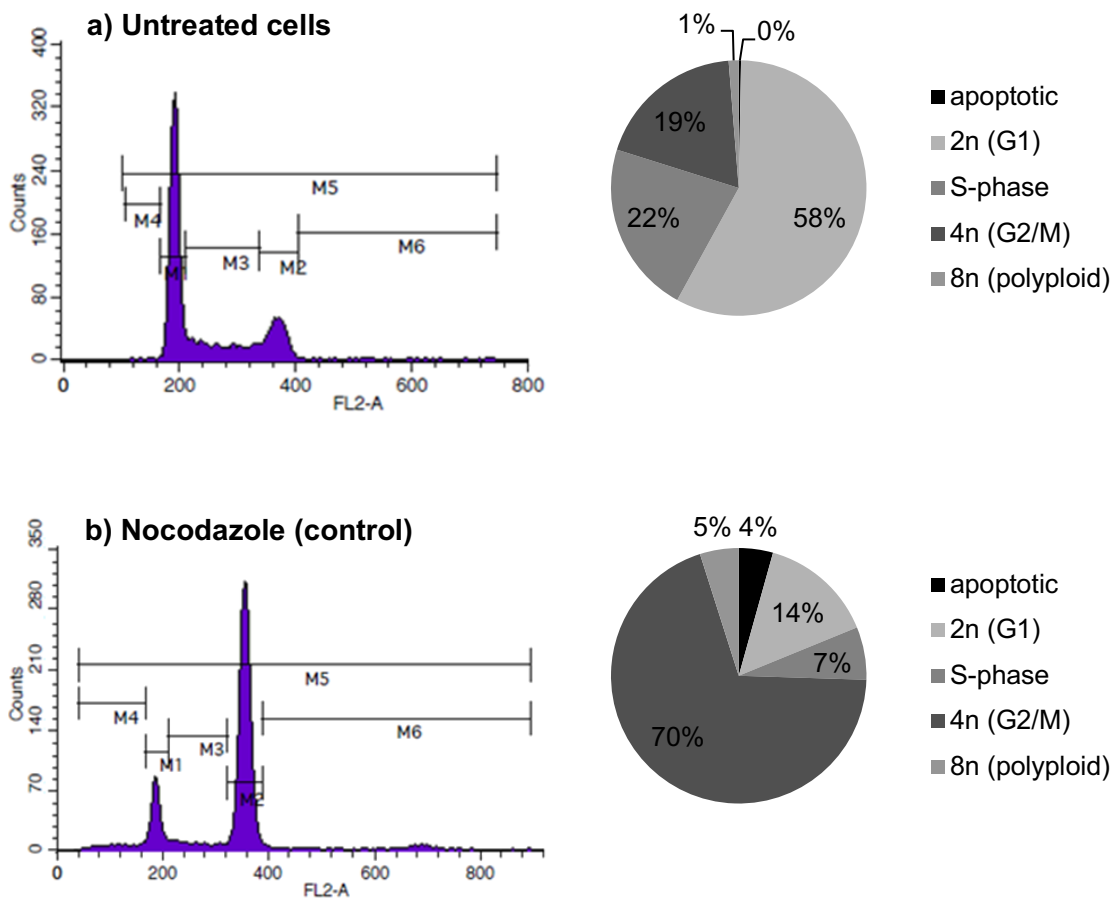 a) Untreated cells
400
320
240
160
80
0
Counts
M5
M4
M3
M2
M6
0
200
400
600
800
FL2-A
1%
0%
19%
22%
58%
apoptotic
2n (G1)
S-phase
4n (G2/M)
8n (polyploid)
b) Nocodazole (control)
350
280
210
140
70
0
Counts
M5
M4
M3
M6
M1
M2
0
200
400
600
800
FL2-A
5% 4%
14%
7%
70%
apoptotic
2n (G1)
S-phase
4n (G2/M)
8n (polyploid)